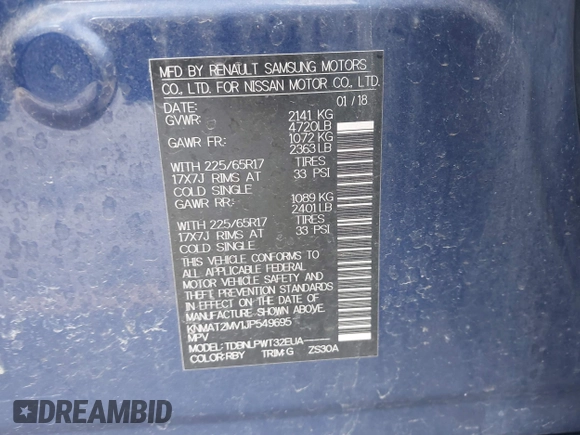 MFD BY RENAULT SAMSUNG MOTORS
CO., LTD. FOR NISSAN MOTOR CO., LTD.
DATE: 01 / 18
GVWR: 2141 KG
4720LB
GAWR FR: 1072 KG
2363LB
WITH 225/65R17 TIRES
17X7J RIMS AT 33 PSI
COLD SINGLE
GAWR RR: 1089 KG
2401LB
WITH 225/65R17 TIRES
17X7J RIMS AT 33 PSI
COLD SINGLE
THIS VEHICLE CONFORMS TO
ALL APPLICABLE FEDERAL
MOTOR VEHICLE SAFETY AND
THEFT PREVENTION STANDARDS
IN EFFECT ON THE DATE OF
MANUFACTURE SHOWN ABOVE.
KNMAT2MV1JP549695
MPV
MODEL: TDBNLPWT32EUA-----
COLOR:RBY TRIM:G ZS30A
DREAMBID